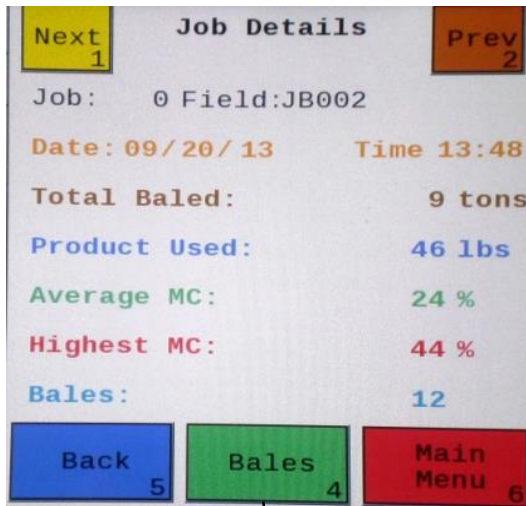 Next 1 Job Details Prev 2
Job: 0 Field:JB002
Date: 09/20/13 Time 13:48
Total Baled: 9 tons
Product Used: 46 lbs
Average MC: 24 %
Highest MC: 44 %
Bales: 12
Back 5 Bales 4 Main Menu 6